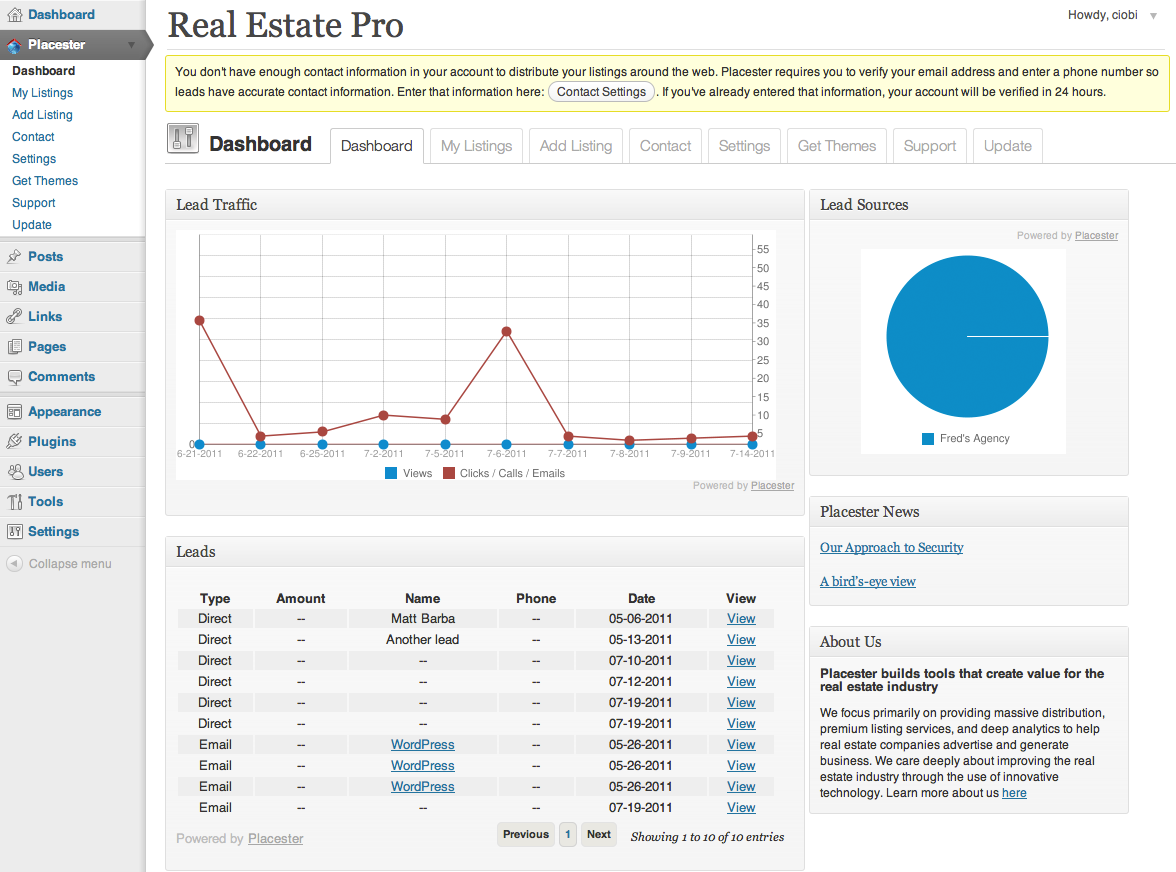 Dashboard
Placester
Dashboard
My Listings
Add Listing
Contact
Settings
Get Themes
Support
Update
Posts
Media
Links
Pages
Comments
Appearance
Plugins
Users
Tools
Settings
Collapse menu
Real Estate Pro
Howdy, ciobi
You don't have enough contact information in your account to distribute your listings around the web. Placester requires you to verify your email address and enter a phone number so
leads have accurate contact information. Enter that information here: Contact Settings . If you've already entered that information, your account will be verified in 24 hours.
Dashboard Dashboard My Listings Add Listing Contact Settings Get Themes Support Update
Lead Traffic
55
50
45
40
35
30
25
20
15
10
5
0
6-21-2011 6-22-2011 6-25-2011 7-2-2011 7-5-2011 7-6-2011 7-7-2011 7-8-2011 7-9-2011 7-14-2011
Views Clicks / Calls / Emails
Powered by Placester
Leads
Type Amount Name Phone Date View
Direct -- Matt Barba -- 05-06-2011 View
Direct -- Another lead -- 05-13-2011 View
Direct -- -- -- 07-10-2011 View
Direct -- -- -- 07-12-2011 View
Direct -- -- -- 07-19-2011 View
Direct -- -- -- 07-19-2011 View
Email -- WordPress -- 05-26-2011 View
Email -- WordPress -- 05-26-2011 View
Email -- WordPress -- 05-26-2011 View
Email -- -- -- 07-19-2011 View
Powered by Placester
Previous 1 Next Showing 1 to 10 of 10 entries
Lead Sources
Powered by Placester
Fred's Agency
Placester News
Our Approach to Security
A bird's-eye view
About Us
Placester builds tools that create value for the
real estate industry
We focus primarily on providing massive distribution,
premium listing services, and deep analytics to help
real estate companies advertise and generate
business. We care deeply about improving the real
estate industry through the use of innovative
technology. Learn more about us here